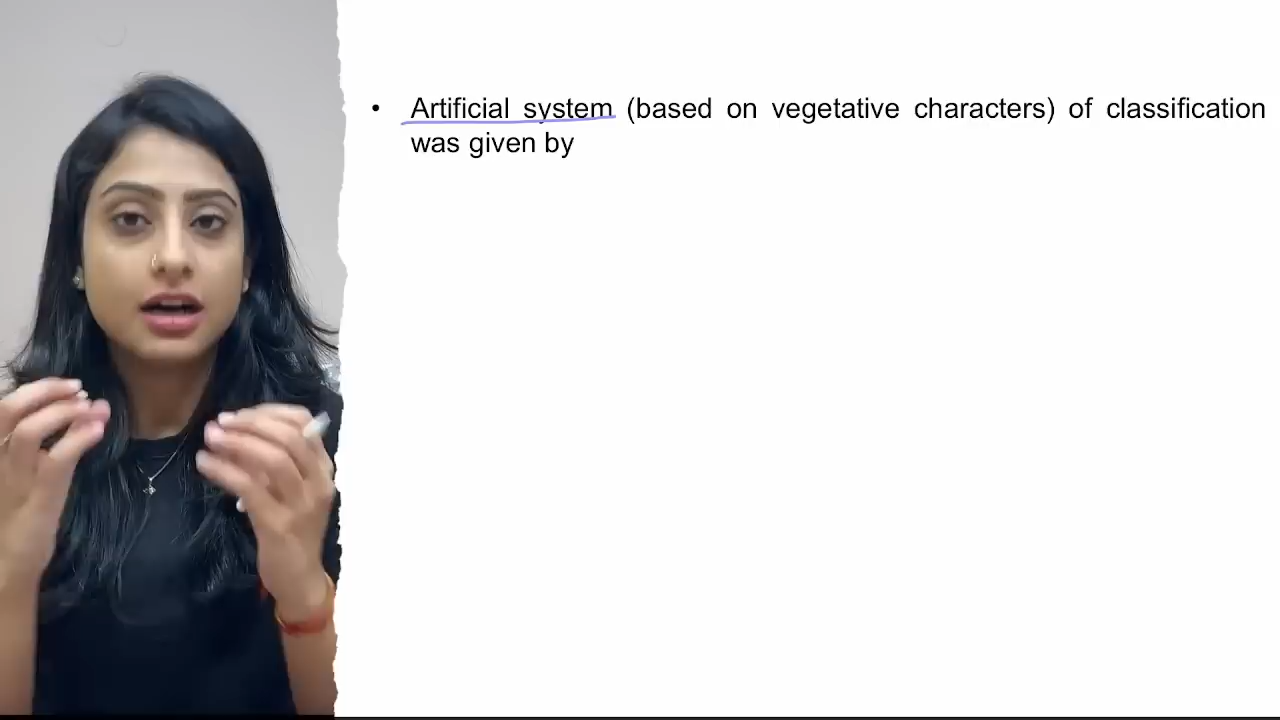 • Artificial system (based on vegetative characters) of classification
was given by